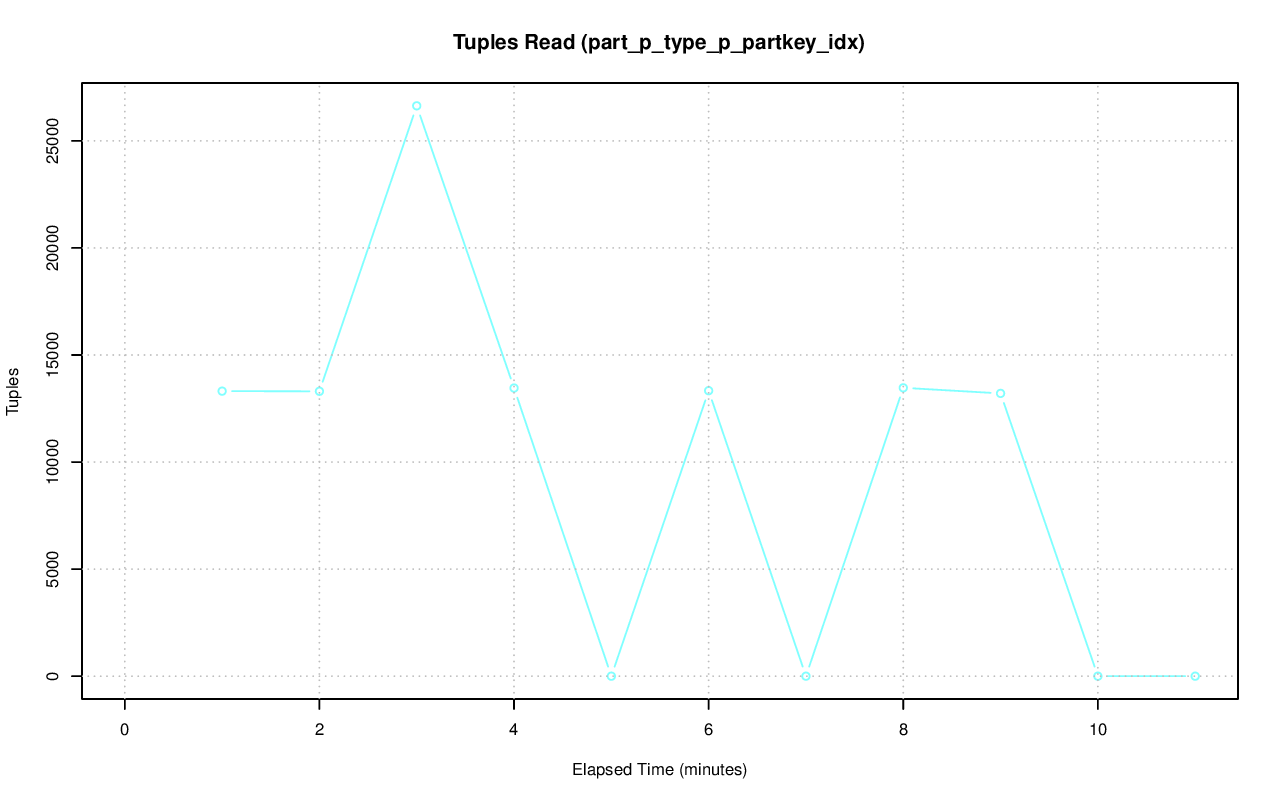 Tuples Read (part_p_type_p_partkey_idx)
Tuples
25000
20000
15000
10000
5000
0
0 2 4 6 8 10
Elapsed Time (minutes)